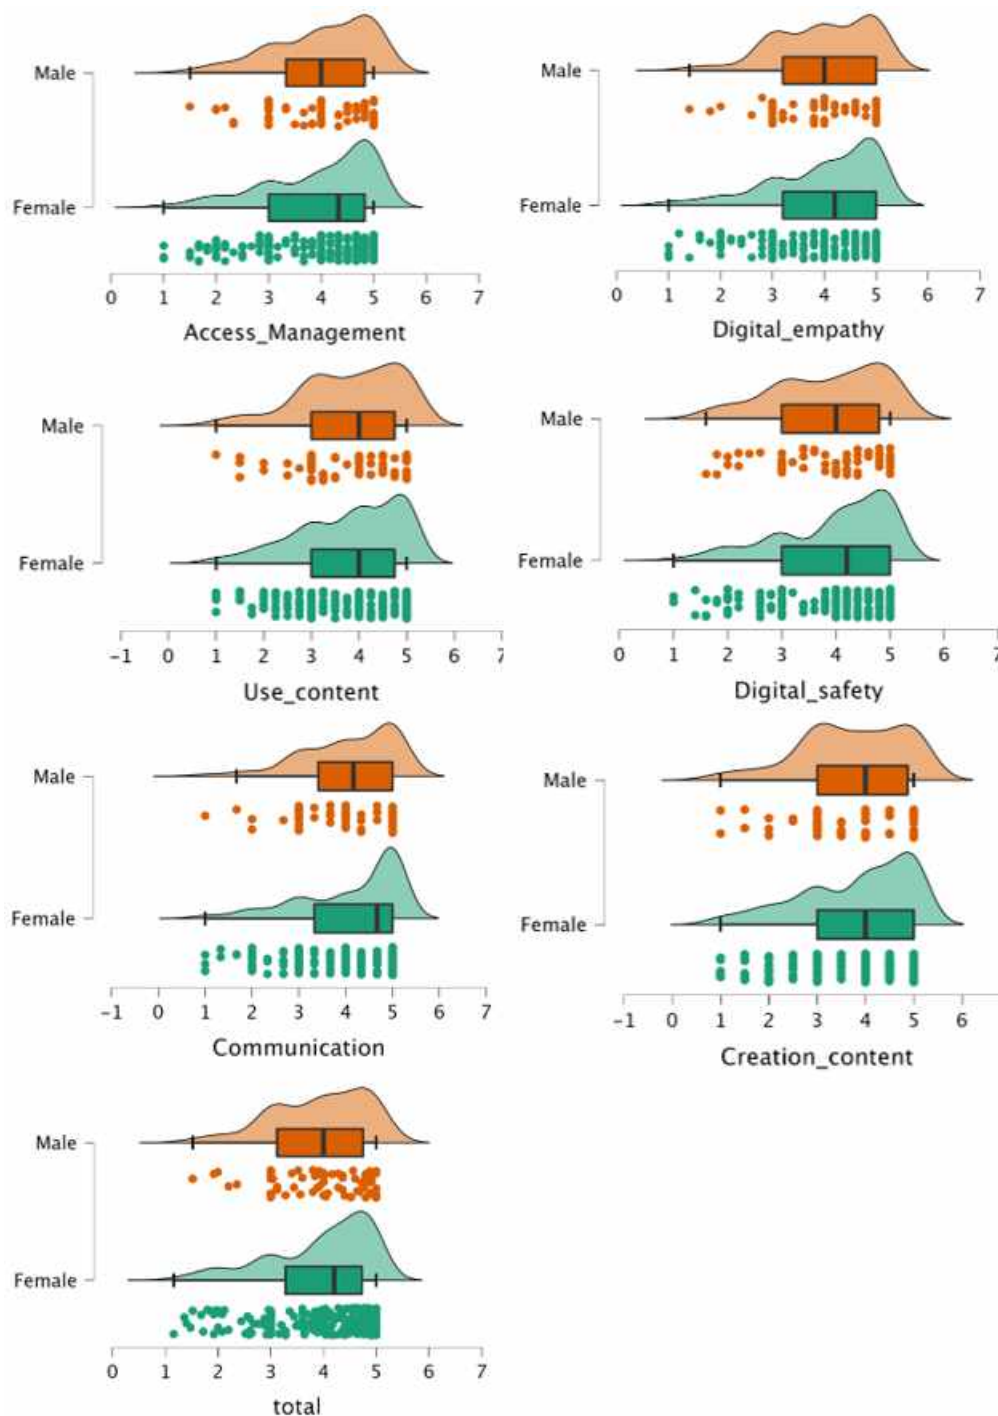 Male
Female
0 1 2 3 4 5 6 7
Access_Management
Male
Female
0 1 2 3 4 5 6 7
Digital_empathy
Male
Female
-1 0 1 2 3 4 5 6 7
Use_content
Male
Female
0 1 2 3 4 5 6 7
Digital_safety
Male
Female
-1 0 1 2 3 4 5 6 7
Communication
Male
Female
-1 0 1 2 3 4 5 6
Creation_content
Male
Female
0 1 2 3 4 5 6 7
total